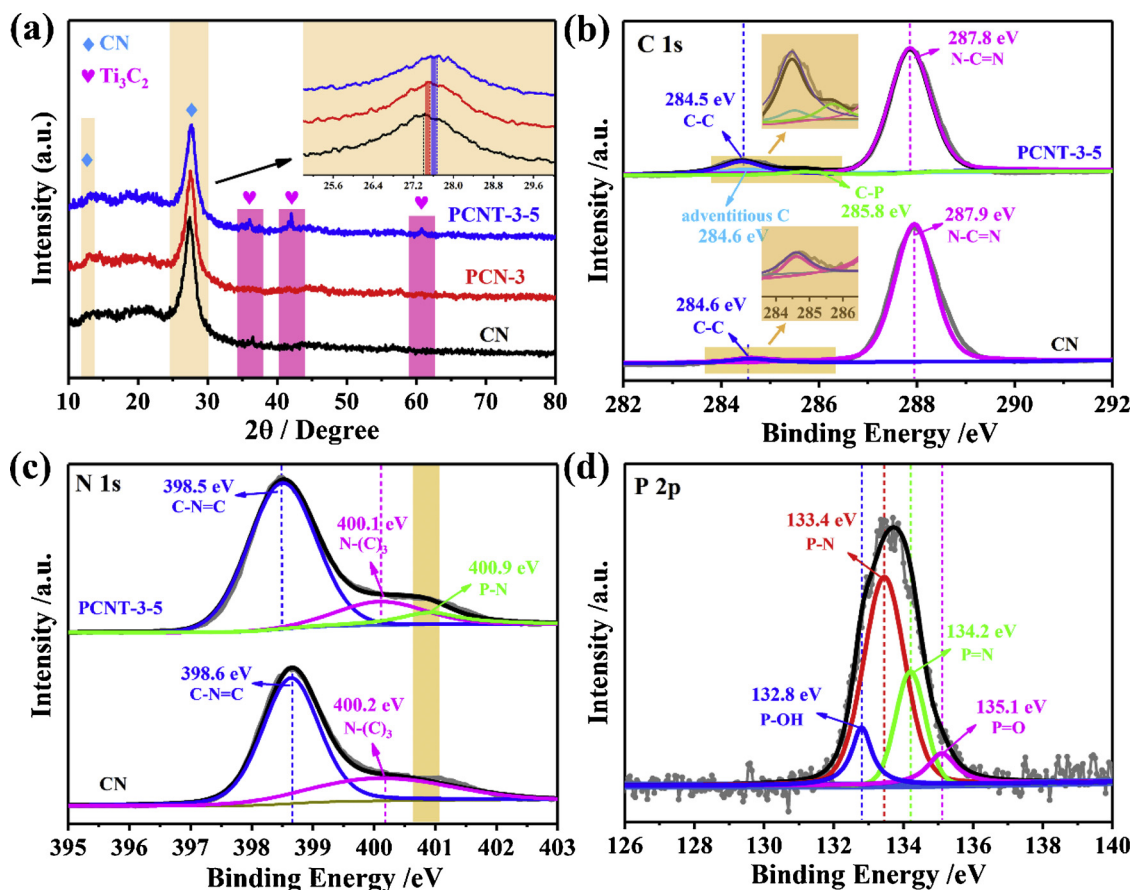 (a)
CN
Ti₃C₂
PCNT-3-5
PCN-3
CN
25.6 26.4 27.2 28.0 28.8 29.6
Intensity (a.u.)
10 20 30 40 50 60 70 80
2θ / Degree
(b)
C 1s
287.8 eV
N-C=N
284.5 eV
C-C
PCNT-3-5
C-P
285.8 eV
adventitious C
284.6 eV
287.9 eV
N-C=N
284.6 eV
C-C
284 285 286
CN
Intensity /a.u.
282 284 286 288 290 292
Binding Energy /eV
(c)
N 1s
398.5 eV
C-N=C
400.1 eV
N-(C)₃
400.9 eV
P-N
PCNT-3-5
398.6 eV
C-N=C
400.2 eV
N-(C)₃
CN
Intensity /a.u.
395 396 397 398 399 400 401 402 403
Binding Energy /eV
(d)
P 2p
133.4 eV
P-N
134.2 eV
P=N
132.8 eV
P-OH
135.1 eV
P=O
Intensity /a.u.
126 128 130 132 134 136 138 140
Binding Energy /eV